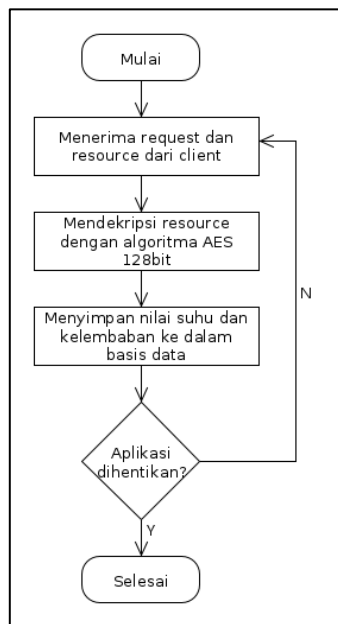 Mulai
Menerima request dan
resource dari client
Mendekripsi resource
dengan algoritma AES
128bit
Menyimpan nilai suhu dan
kelembaban ke dalam
basis data
N
Aplikasi
dihentikan?
Y
Selesai